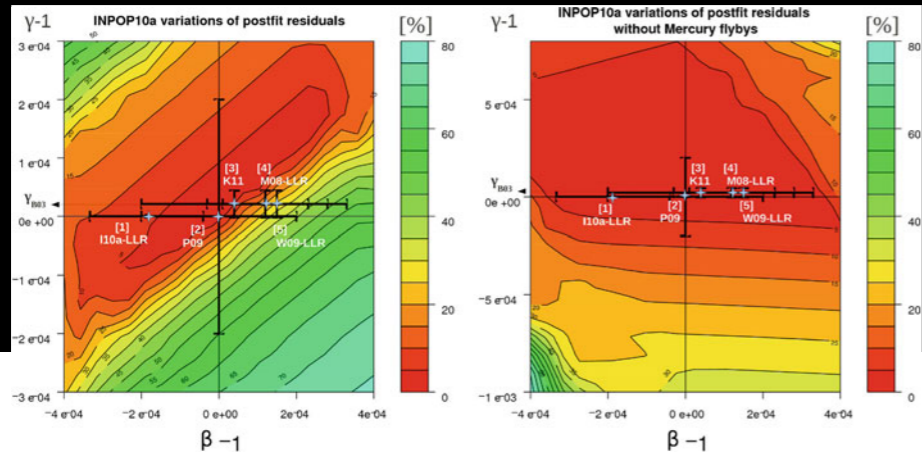 INPOP10a variations of postfit residuals
γ-1
[%]
3 e-04
2 e-04
1 e-04
γB83
0e+00
-1 e-04
-2 e-04
-3 e-04
-4 e-04
-2 e-04
0 e+00
2 e-04
4 e-04
β -1
[1]
I10a-LLR
[2]
P09
[3]
K11
[4]
M08-LLR
[5]
W09-LLR
80
60
40
20
0
INPOP10a variations of postfit residuals
without Mercury flybys
γ-1
[%]
5 e-04
γB83
0e+00
-5 e-04
-1 e-03
-4 e-04
-2 e-04
0 e+00
2 e-04
4 e-04
β -1
[1]
I10a-LLR
[2]
P09
[3]
K11
[4]
M08-LLR
[5]
W09-LLR
80
60
40
20
0